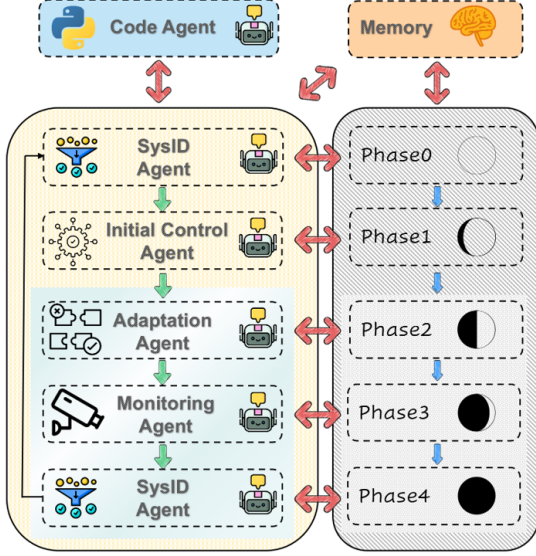 Code Agent
Memory
SysID
Agent
Phase0
Initial Control
Agent
Phase1
Adaptation
Agent
Phase2
Monitoring
Agent
Phase3
SysID
Agent
Phase4